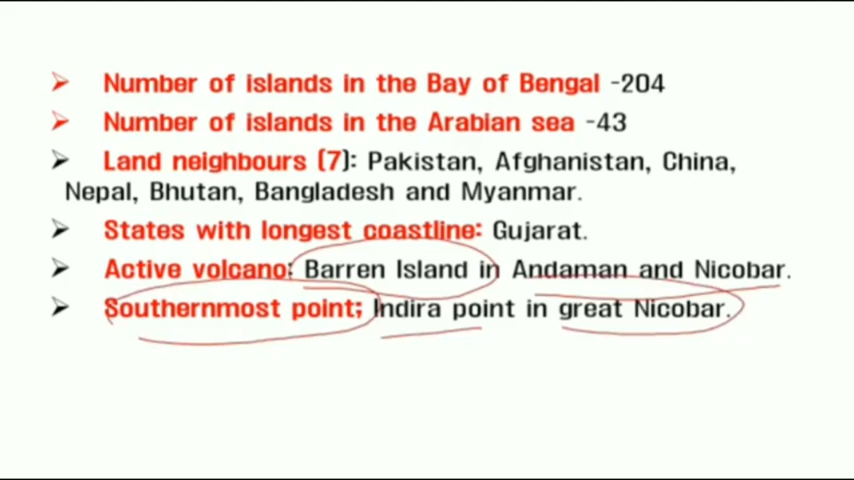 Number of islands in the Bay of Bengal -204
Number of islands in the Arabian sea -43
Land neighbours (7): Pakistan, Afghanistan, China,
Nepal, Bhutan, Bangladesh and Myanmar.
States with longest coastline: Gujarat.
Active volcano: Barren Island in Andaman and Nicobar.
Southernmost point; Indira point in great Nicobar.